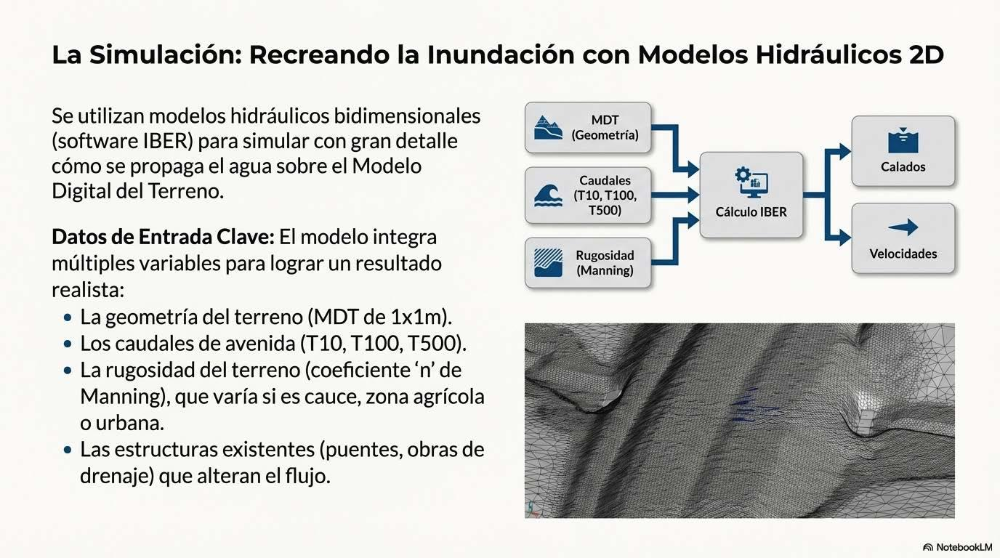 La Simulación: Recreando la Inundación con Modelos Hidráulicos 2D
Se utilizan modelos hidráulicos bidimensionales
(software IBER) para simular con gran detalle
cómo se propaga el agua sobre el Modelo
Digital del Terreno.
Datos de Entrada Clave: El modelo integra
múltiples variables para lograr un resultado
realista:
• La geometría del terreno (MDT de 1x1m).
• Los caudales de avenida (T10, T100, T500).
• La rugosidad del terreno (coeficiente ‘n’ de
Manning), que varía si es cauce, zona agrícola
o urbana.
• Las estructuras existentes (puentes, obras de
drenaje) que alteran el flujo.
MDT
(Geometría)
Caudales
(T10, T100,
T500)
Rugosidad
(Manning)
Cálculo IBER
Calados
Velocidades
NotebookLM